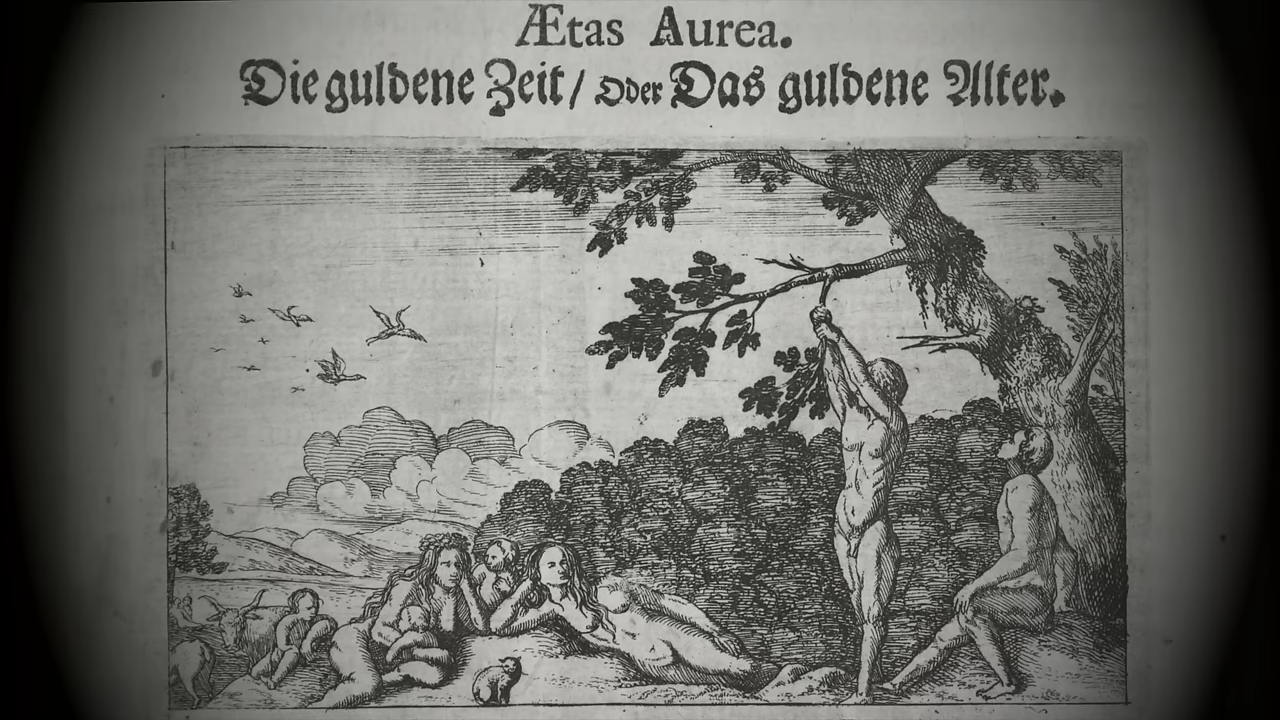 Ætas Aurea.
Die guldene Zeit / Oder Das guldene Alter.